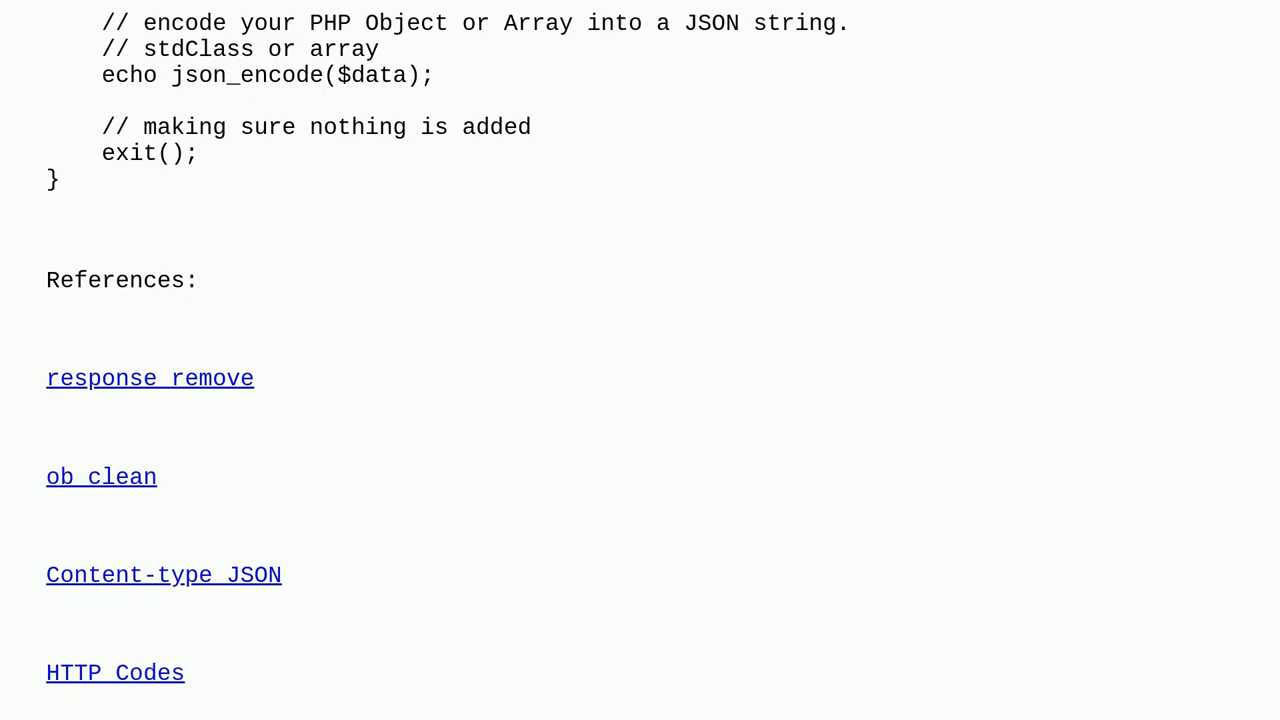 // encode your PHP Object or Array into a JSON string.
// stdClass or array
echo json_encode($data);
// making sure nothing is added
exit();
}
References:
response remove
ob clean
Content-type JSON
HTTP Codes